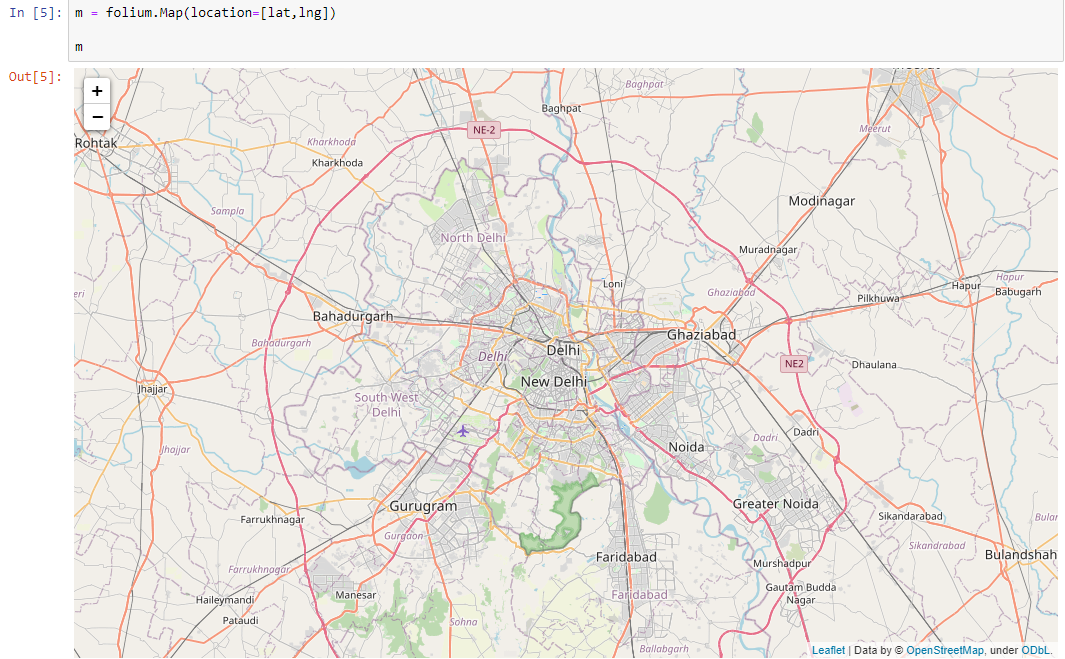 In [5]: m = folium.Map(location=[lat,lng])
m
Out[5]:
+
−
Baghpat
Baghpat
Meerut
NE-2
Rohtak
Kharkhoda
Kharkhoda
Modinagar
Sampla
North Delhi
Muradnagar
Loni
Ghaziabad
Hapur
Hapur
Babugarh
Pilkhuwa
Bahadurgarh
Ghaziabad
Bahadurgarh
Delhi
Delhi
NE2
Dhaulana
New Delhi
Jhajjar
South West
Delhi
Dadri
Dadri
Jhajjar
Noida
Gurugram
Greater Noida
Farrukhnagar
Sikandarabad
Gurgaon
Sikandrabad
Bulandshah
Faridabad
Murshadpur
Farrukhnagar
Manesar
Faridabad
Gautam Budda
Nagar
Haileymandi
Pataudi
Sohna
Ballabgarh
Leaflet | Data by © OpenStreetMap, under ODbL.